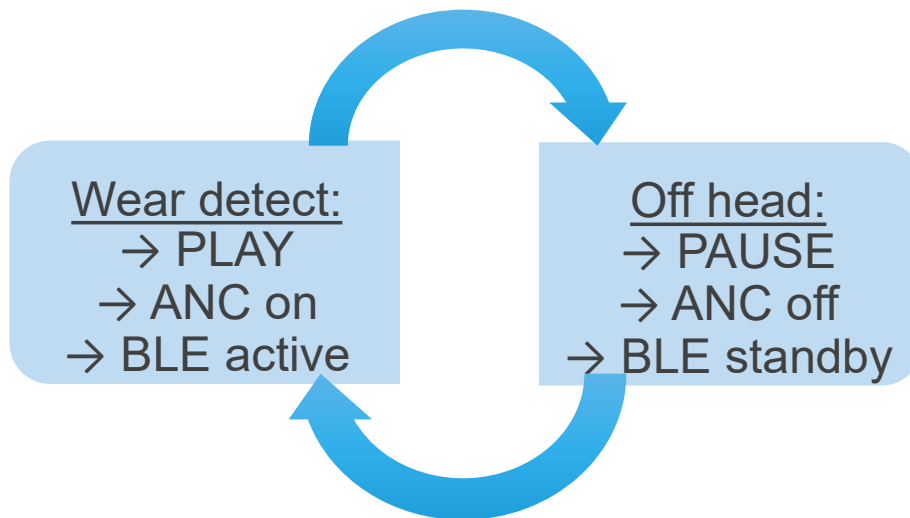 Wear detect:
→ PLAY
→ ANC on
→ BLE active
Off head:
→ PAUSE
→ ANC off
→ BLE standby